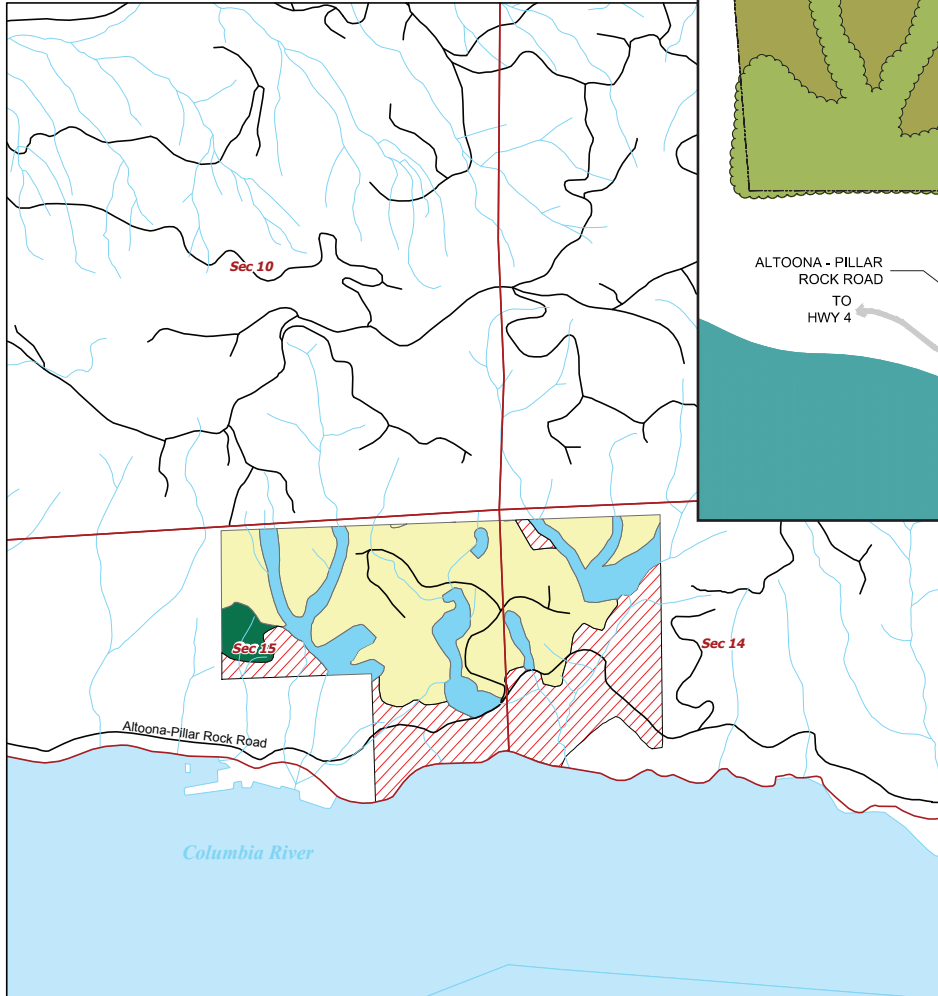 Sec 10
ALTOONA - PILLAR
ROCK ROAD
TO
HWY 4
Sec 15
Sec 14
Altoona-Pillar Rock Road
Columbia River